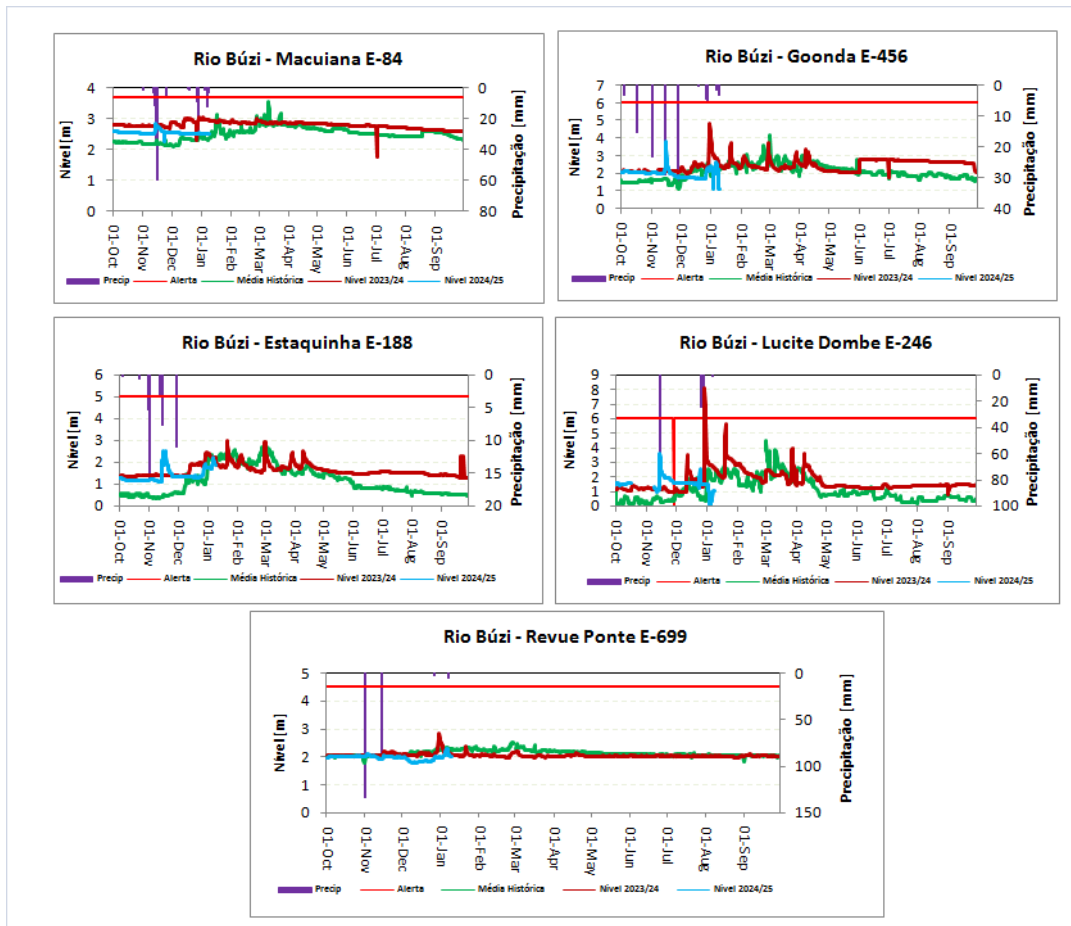 Rio Búzi - Macuiana E-84
Nível [m]
4
3
2
1
0
Precipitação [mm]
0
20
40
60
80
01-Oct
01-Nov
01-Dec
01-Jan
01-Feb
01-Mar
01-Apr
01-May
01-Jun
01-Jul
01-Aug
01-Sep
Precip Alerta Média Histórica Nivel 2023/24 Nivel 2024/25
Rio Búzi - Goonda E-456
Nível [m]
7
6
5
4
3
2
1
0
Precipitação [mm]
0
10
20
30
40
01-Oct
01-Nov
01-Dec
01-Jan
01-Feb
01-Mar
01-Apr
01-May
01-Jun
01-Jul
01-Aug
01-Sep
Precip Alerta Média Histórica Nivel 2023/24 Nivel 2024/25
Rio Búzi - Estaquinha E-188
Nível [m]
6
5
4
3
2
1
0
Precipitação [mm]
0
5
10
15
20
01-Oct
01-Nov
01-Dec
01-Jan
01-Feb
01-Mar
01-Apr
01-May
01-Jun
01-Jul
01-Aug
01-Sep
Precip Alerta Média Histórica Nivel 2023/24 Nivel 2024/25
Rio Búzi - Lucite Dombe E-246
Nível [m]
9
8
7
6
5
4
3
2
1
0
Precipitação [mm]
0
20
40
60
80
100
01-Oct
01-Nov
01-Dec
01-Jan
01-Feb
01-Mar
01-Apr
01-May
01-Jun
01-Jul
01-Aug
01-Sep
Precip Alerta Média Histórica Nivel 2023/24 Nivel 2024/25
Rio Búzi - Revue Ponte E-699
Nível [m]
5
4
3
2
1
0
Precipitação [mm]
0
50
100
150
01-Oct
01-Nov
01-Dec
01-Jan
01-Feb
01-Mar
01-Apr
01-May
01-Jun
01-Jul
01-Aug
01-Sep
Precip Alerta Média Histórica Nivel 2023/24 Nivel 2024/25